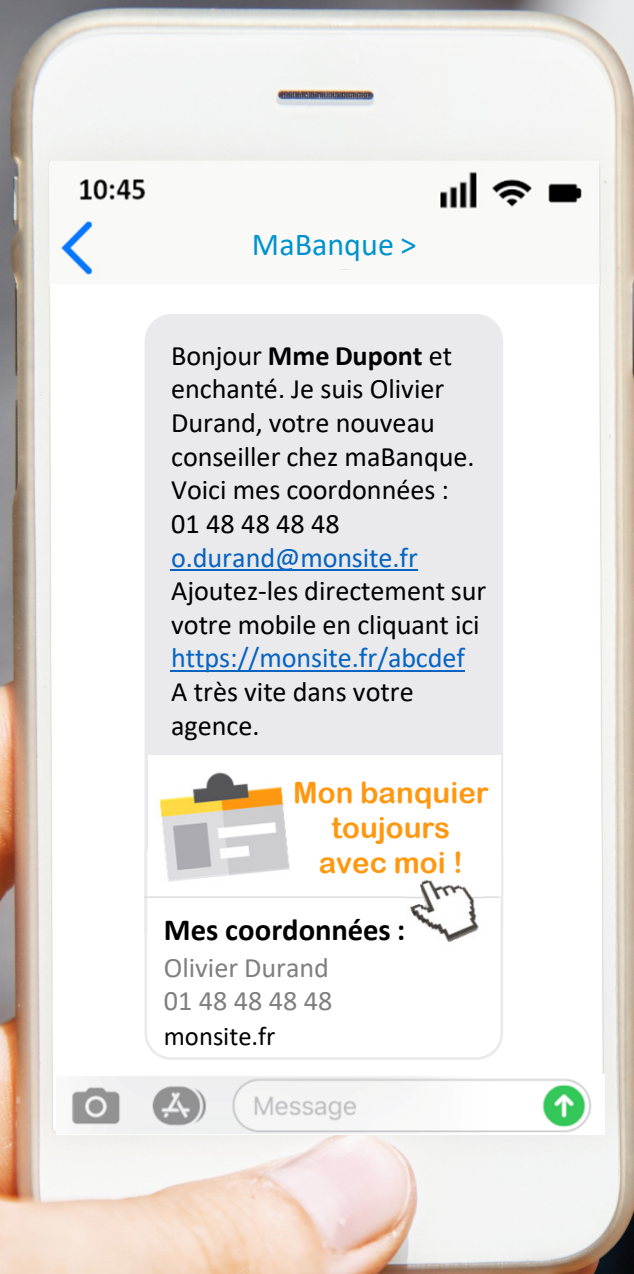 10:45
MaBanque >
Bonjour Mme Dupont et
enchanté. Je suis Olivier
Durand, votre nouveau
conseiller chez maBanque.
Voici mes coordonnées :
01 48 48 48 48
o.durand@monsite.fr
Ajoutez-les directement sur
votre mobile en cliquant ici
https://monsite.fr/abcdef
A très vite dans votre
agence.
Mon banquier
toujours
avec moi !
Mes coordonnées :
Olivier Durand
01 48 48 48 48
monsite.fr
Message